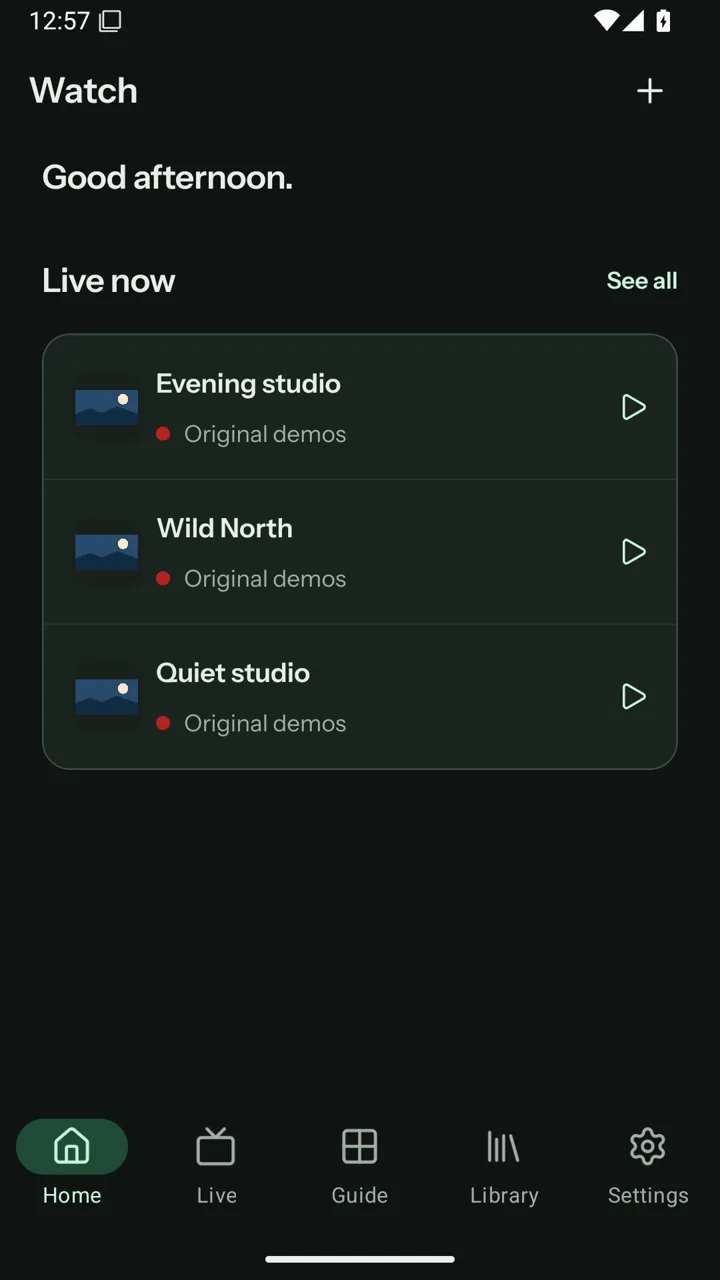 12:57
Watch
Good afternoon.
Live now
See all
Evening studio
Original demos
Wild North
Original demos
Quiet studio
Original demos
Home
Live
Guide
Library
Settings